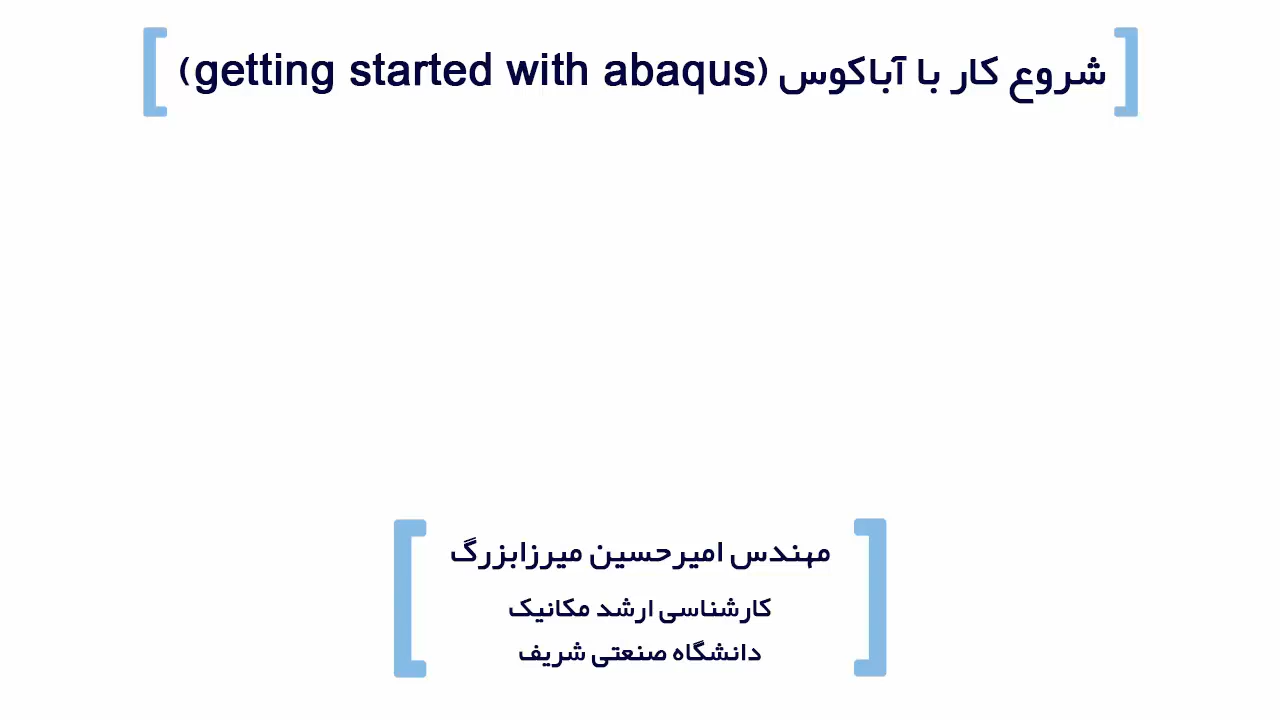 شروع کار با آباکوس (getting started with abaqus)
مهندس امیرحسین میرزابزرگ
کارشناسی ارشد مکانیک
دانشگاه صنعتی شریف